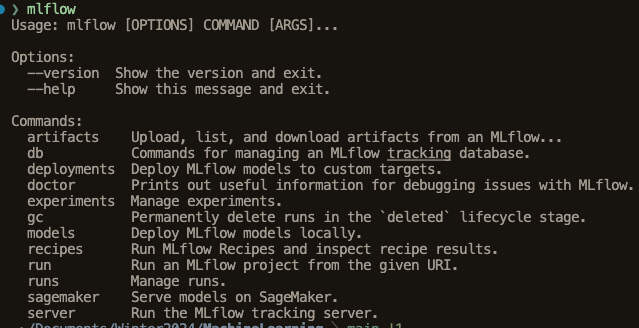 ❯ mlflow
Usage: mlflow [OPTIONS] COMMAND [ARGS]...
Options:
--version  Show the version and exit.
--help     Show this message and exit.
Commands:
artifacts    Upload, list, and download artifacts from an MLflow...
db           Commands for managing an MLflow tracking database.
deployments  Deploy MLflow models to custom targets.
doctor       Prints out useful information for debugging issues with MLflow.
experiments  Manage experiments.
gc           Permanently delete runs in the `deleted` lifecycle stage.
models       Deploy MLflow models locally.
recipes      Run MLflow Recipes and inspect recipe results.
run          Run an MLflow project from the given URI.
runs         Manage runs.
sagemaker    Serve models on SageMaker.
server       Run the MLflow tracking server.
~/Documents/Winter2024/MachineLearning main !1